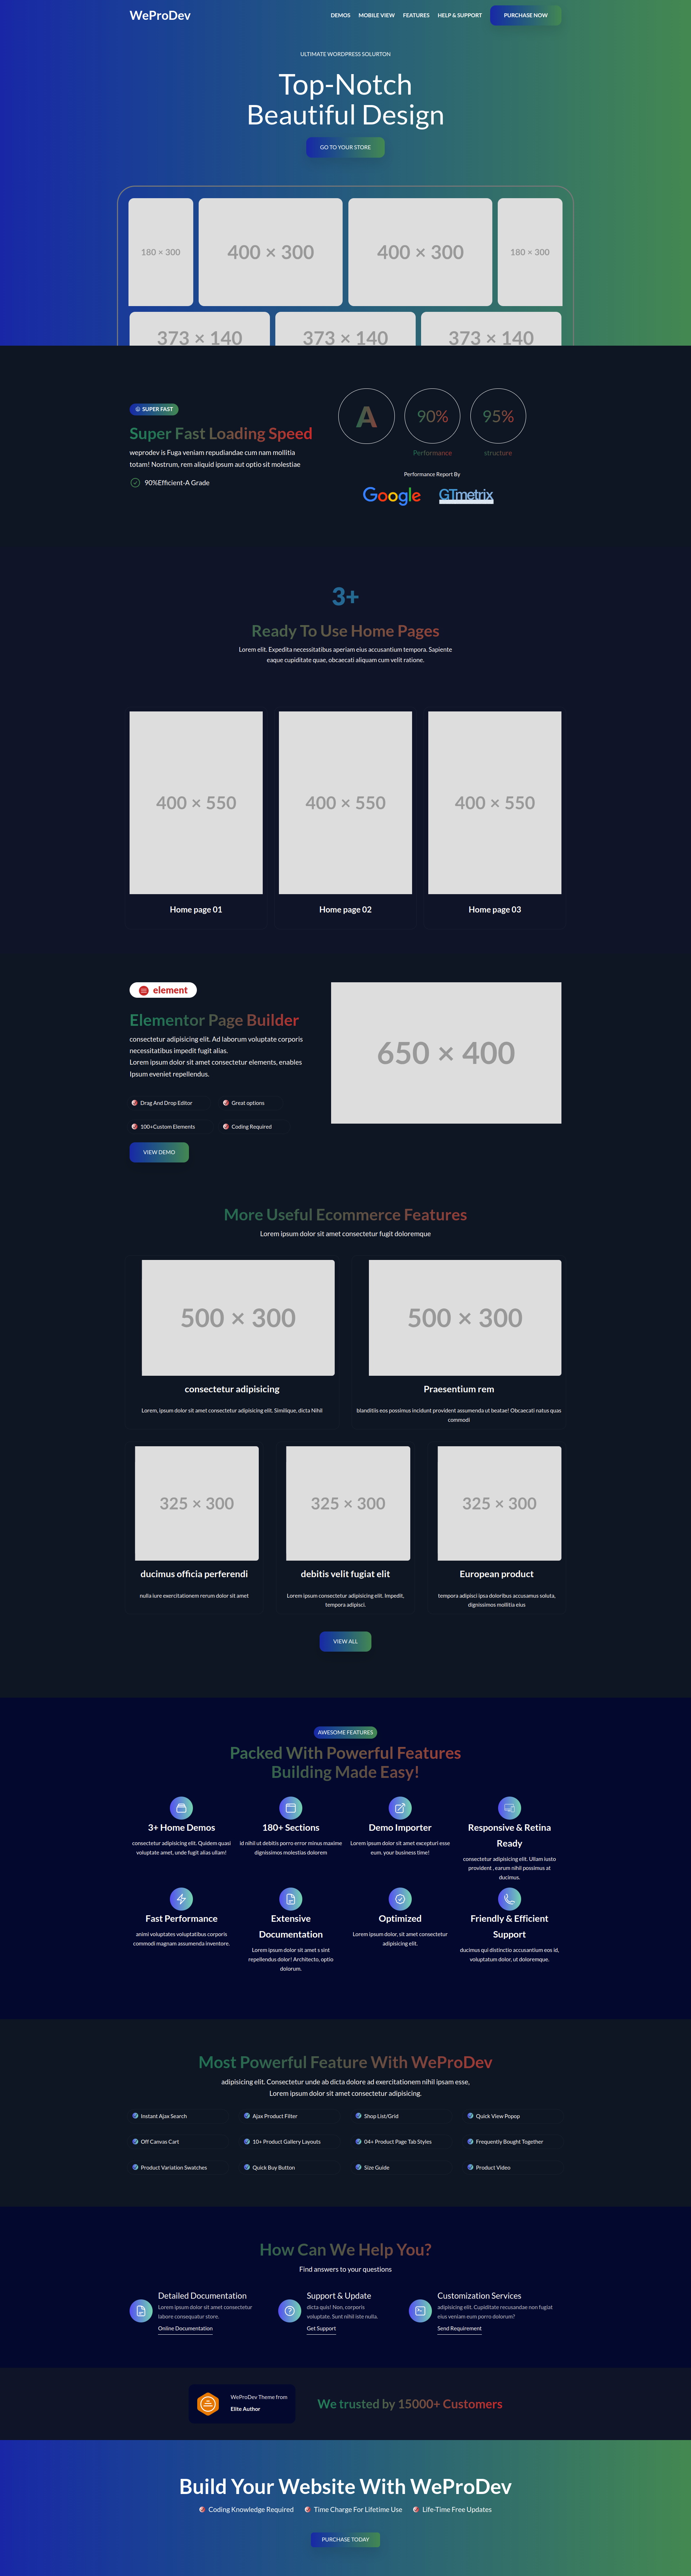 WeProDev
DEMOS MOBILE VIEW FEATURES HELP & SUPPORT PURCHASE NOW
ULTIMATE WORDPRESS SOLURTON
Top-Notch
Beautiful Design
GO TO YOUR STORE
180 × 300
400 × 300
400 × 300
180 × 300
373 × 140
373 × 140
373 × 140
SUPER FAST
Super Fast Loading Speed
weprodev is Fuga veniam repudiandae cum nam mollitia
totam! Nostrum, rem aliquid ipsum aut optio sit molestiae
90%Efficient-A Grade
A
90%
95%
Performance
structure
Performance Report By
Google
GTmetrix
3+
Ready To Use Home Pages
Lorem elit. Expedita necessitatibus aperiam eius accusantium tempora. Sapiente
eaque cupiditate quae, obcaecati aliquam cum velit ratione.
400 × 550
400 × 550
400 × 550
Home page 01
Home page 02
Home page 03
element
Elementor Page Builder
consectetur adipisicing elit. Ad laborum voluptate corporis
necessitatibus impedit fugit alias.
Lorem ipsum dolor sit amet consectetur elements, enables
Ipsum eveniet repellendus.
Drag And Drop Editor
Great options
100+Custom Elements
Coding Required
VIEW DEMO
650 × 400
More Useful Ecommerce Features
Lorem ipsum dolor sit amet consectetur fugit doloremque
500 × 300
500 × 300
consectetur adipisicing
Lorem, ipsum dolor sit amet consectetur adipisicing elit. Similique, dicta Nihil
Praesentium rem
blanditiis eos possimus incidunt provident assumenda ut beatae! Obcaecati natus quas
commodi
325 × 300
325 × 300
325 × 300
ducimus officia perferendi
nulla iure exercitationem rerum dolor sit amet
debitis velit fugiat elit
Lorem ipsum consectetur adipisicing elit. Impedit,
tempora adipisci.
European product
tempora adipisci ipsa doloribus accusamus soluta,
dignissimos mollitia eius
VIEW ALL
AWESOME FEATURES
Packed With Powerful Features
Building Made Easy!
3+ Home Demos
consectetur adipisicing elit. Quidem quasi
voluptate amet, unde fugit alias ullam!
180+ Sections
id nihil ut debitis porro error minus maxime
dignissimos molestias dolorem
Demo Importer
Lorem ipsum dolor sit amet excepturi esse
eum. your business time!
Responsive & Retina
Ready
consectetur adipisicing elit. Ullam iusto
provident , earum nihil possimus at
ducimus.
Fast Performance
animi voluptates voluptatibus corporis
commodi magnam assumenda inventore.
Extensive
Documentation
Lorem ipsum dolor sit amet s sint
repellendus dolor! Architecto, optio
dolorum.
Optimized
Lorem ipsum dolor, sit amet consectetur
adipisicing elit.
Friendly & Efficient
Support
ducimus qui distinctio accusantium eos id,
voluptatum dolor, ut doloremque.
Most Powerful Feature With WeProDev
adipisicing elit. Consectetur unde ab dicta dolore ad exercitationem nihil ipsam esse,
Lorem ipsum dolor sit amet consectetur adipisicing.
Instant Ajax Search
Ajax Product Filter
Shop List/Grid
Quick View Popop
Off Canvas Cart
10+ Product Gallery Layouts
04+ Product Page Tab Styles
Frequently Bought Together
Product Variation Swatches
Quick Buy Button
Size Guide
Product Video
How Can We Help You?
Find answers to your questions
Detailed Documentation
Lorem ipsum dolor sit amet consectetur
labore consequatur store.
Online Documentation
Support & Update
dicta quis! Non, corporis
voluptate. Sunt nihil iste nulla.
Get Support
Customization Services
adipisicing elit. Cupiditate recusandae non fugiat
eius veniam eum porro dolorum?
Send Requirement
WeProDev Theme from
Elite Author
We trusted by 15000+ Customers
Build Your Website With WeProDev
Coding Knowledge Required
Time Charge For Lifetime Use
Life-Time Free Updates
PURCHASE TODAY